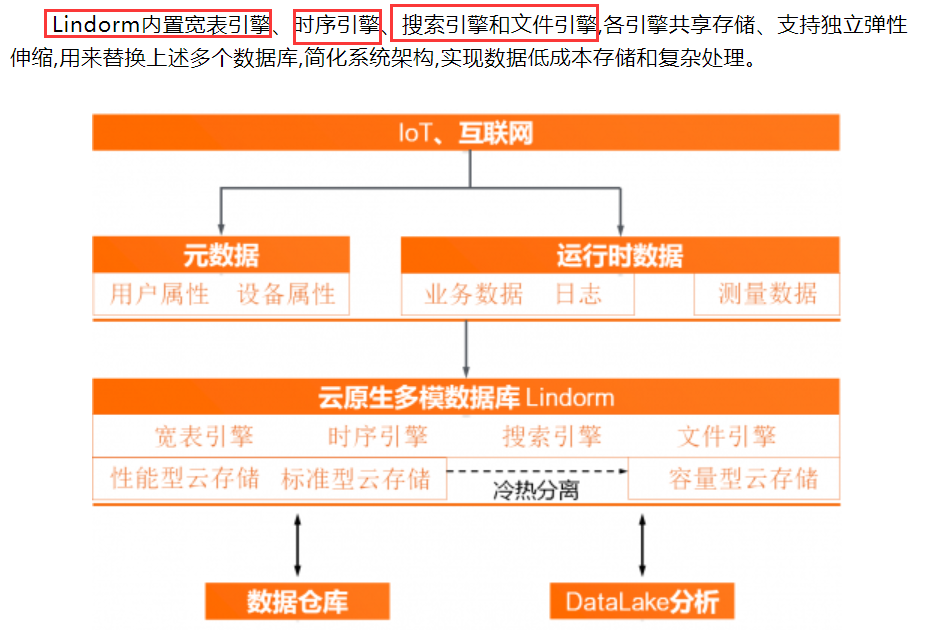 Lindorm内置宽表引擎、时序引擎、搜索引擎和文件引擎,各引擎共享存储、支持独立弹性
伸缩,用来替换上述多个数据库,简化系统架构,实现数据低成本存储和复杂处理。
IoT、互联网
元数据 运行时数据
用户属性 设备属性 业务数据 日志 测量数据
云原生多模数据库 Lindorm
宽表引擎 时序引擎 搜索引擎 文件引擎
性能型云存储 标准型云存储 冷热分离 容量型云存储
数据仓库 DataLake分析